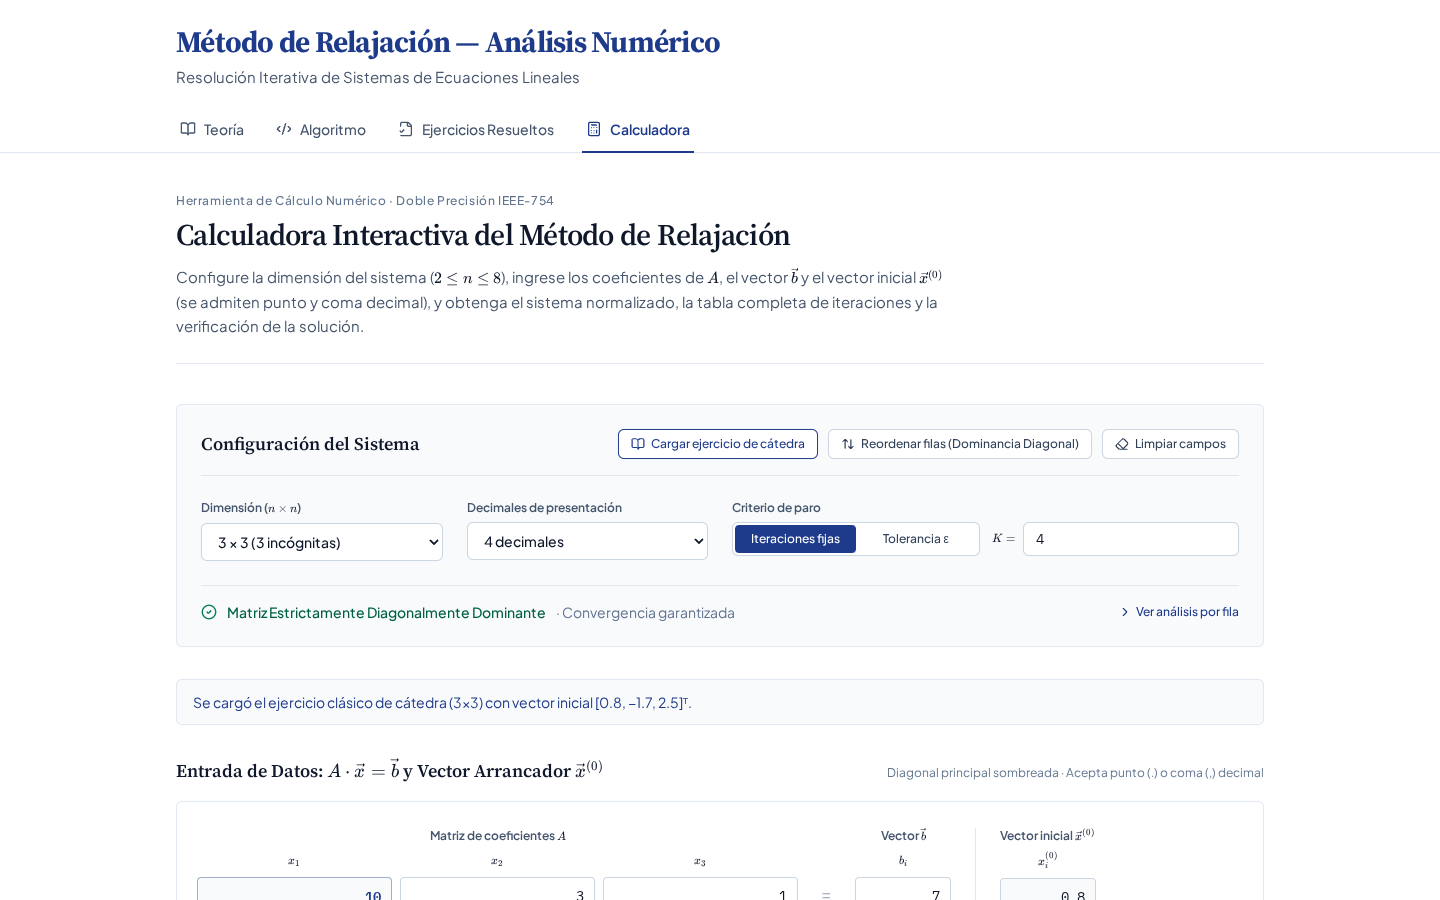 Método de Relajación — Análisis Numérico
Resolución Iterativa de Sistemas de Ecuaciones Lineales
Teoría Algoritmo Ejercicios Resueltos Calculadora
Herramienta de Cálculo Numérico · Doble Precisión IEEE-754
Calculadora Interactiva del Método de Relajación
Configure la dimensión del sistema (2 ≤ n ≤ 8), ingrese los coeficientes de A, el vector b⃗ y el vector inicial x⃗⁽⁰⁾
(se admiten punto y coma decimal), y obtenga el sistema normalizado, la tabla completa de iteraciones y la
verificación de la solución.
Configuración del Sistema Cargar ejercicio de cátedra Reordenar filas (Dominancia Diagonal) Limpiar campos
Dimensión (n × n) Decimales de presentación Criterio de paro
3 × 3 (3 incógnitas) 4 decimales Iteraciones fijas Tolerancia ε K = 4
Matriz Estrictamente Diagonalmente Dominante · Convergencia garantizada Ver análisis por fila
Se cargó el ejercicio clásico de cátedra (3×3) con vector inicial [0.8, −1.7, 2.5]ᵀ.
Entrada de Datos: A · x⃗ = b⃗ y Vector Arrancador x⃗⁽⁰⁾ Diagonal principal sombreada · Acepta punto (.) o coma (,) decimal
Matriz de coeficientes A Vector b⃗ Vector inicial x⃗⁽⁰⁾
x₁ x₂ x₃ bᵢ xᵢ⁽⁰⁾
10 3 1 = 7 0.8